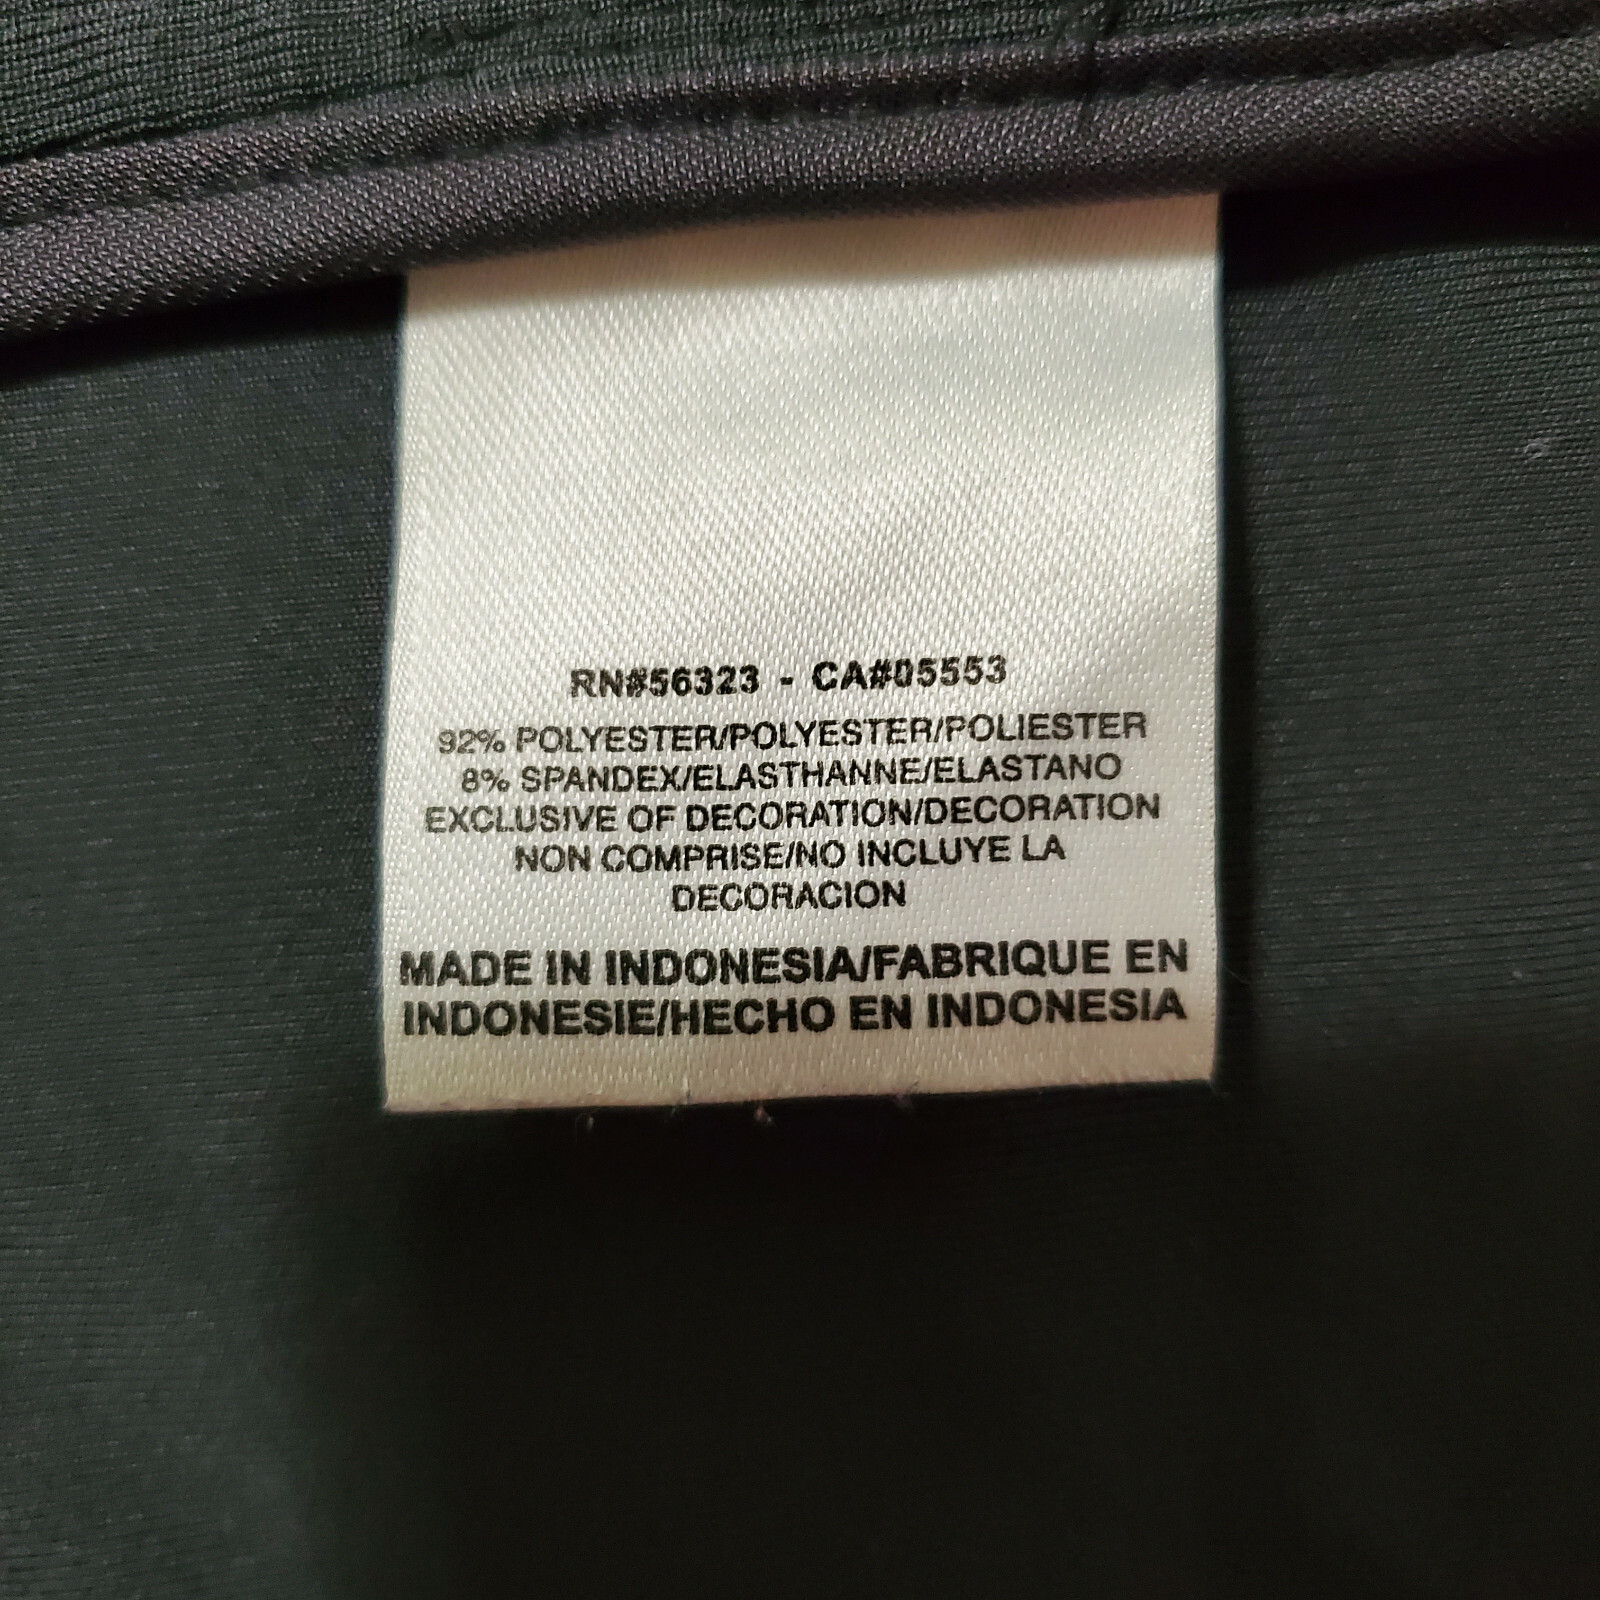 RN#56323 - CA#05553
92% POLYESTER/POLYESTER/POLIESTER
8% SPANDEX/ELASTHANNE/ELASTANO
EXCLUSIVE OF DECORATION/DECORATION
NON COMPRISE/NO INCLUYE LA
DECORACION
MADE IN INDONESIA/FABRIQUE EN
INDONESIE/HECHO EN INDONESIA